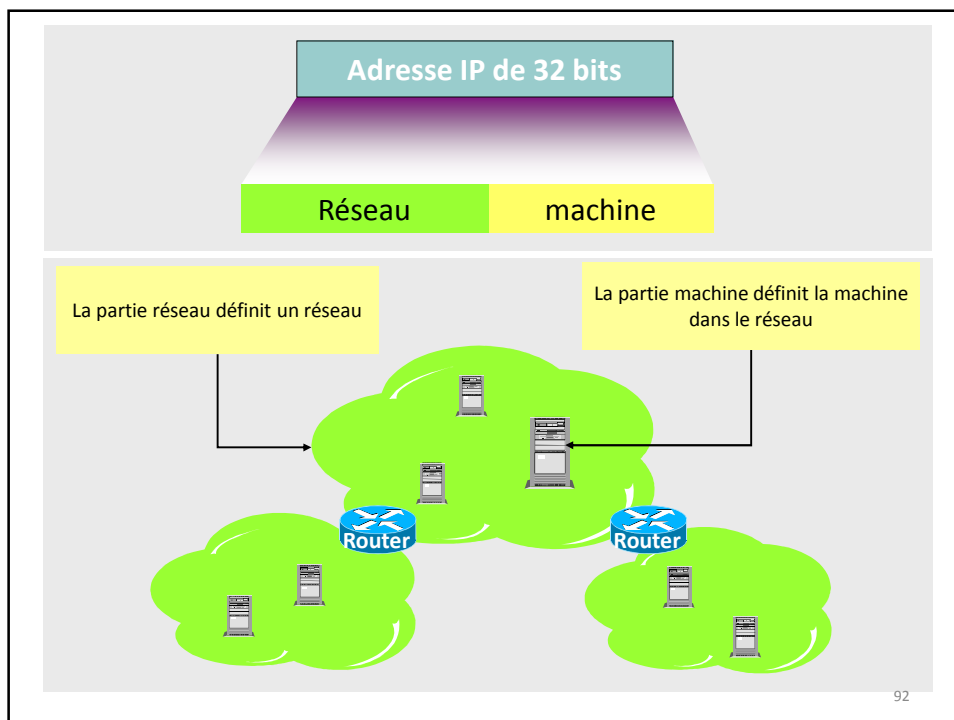 Adresse IP de 32 bits
Réseau
machine
La partie réseau définit un réseau
La partie machine définit la machine
dans le réseau
Router
Router
92